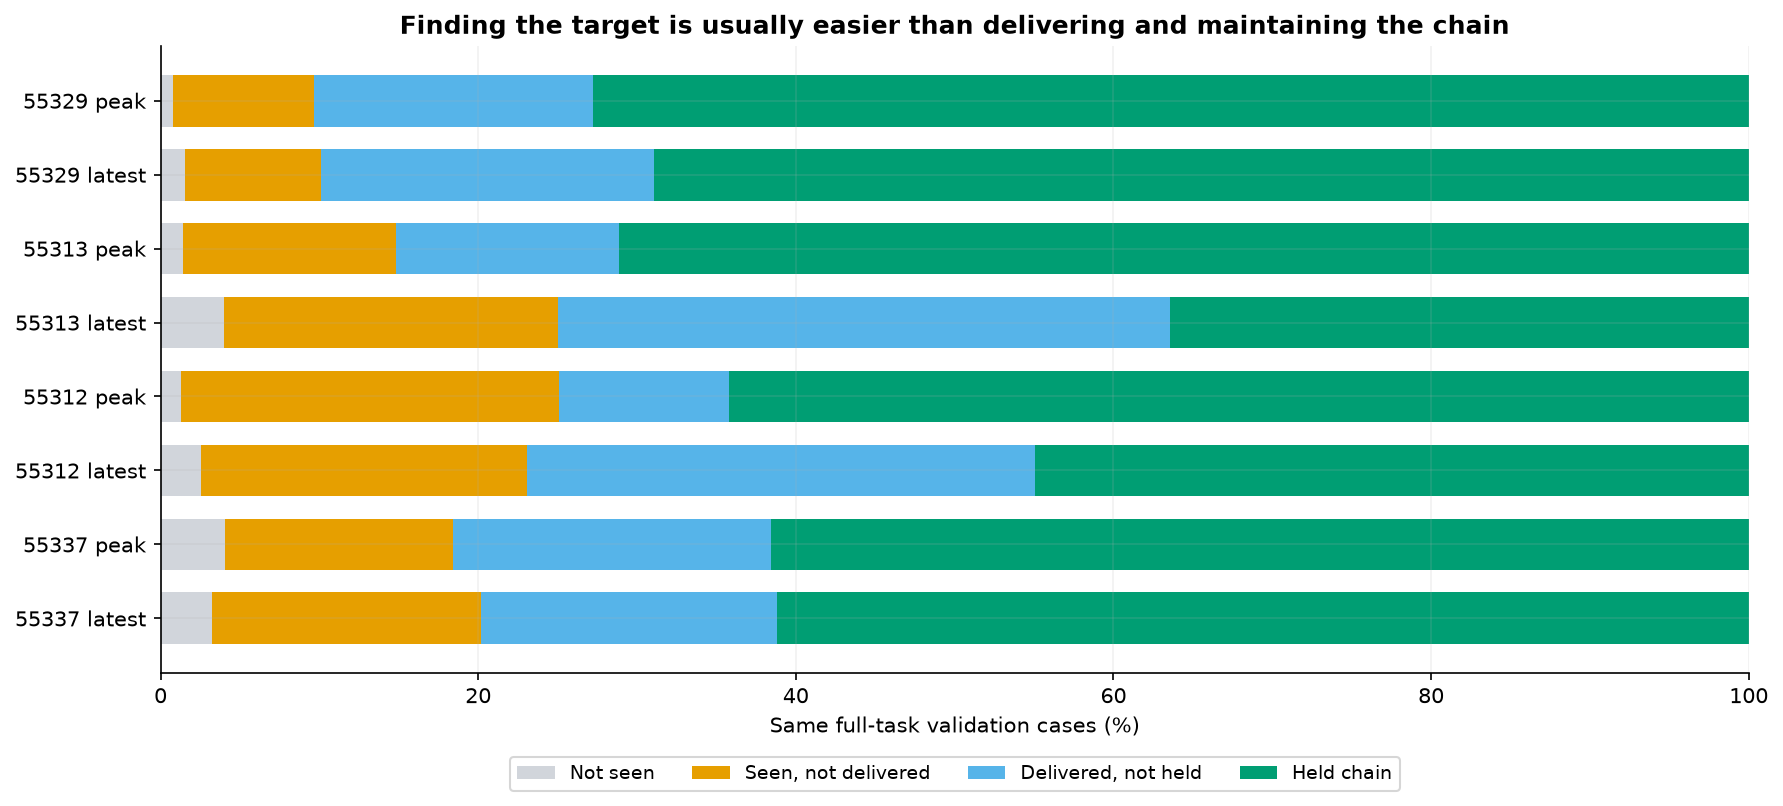 Finding the target is usually easier than delivering and maintaining the chain
55329 peak
55329 latest
55313 peak
55313 latest
55312 peak
55312 latest
55337 peak
55337 latest
0 20 40 60 80 100
Same full-task validation cases (%)
Not seen Seen, not delivered Delivered, not held Held chain